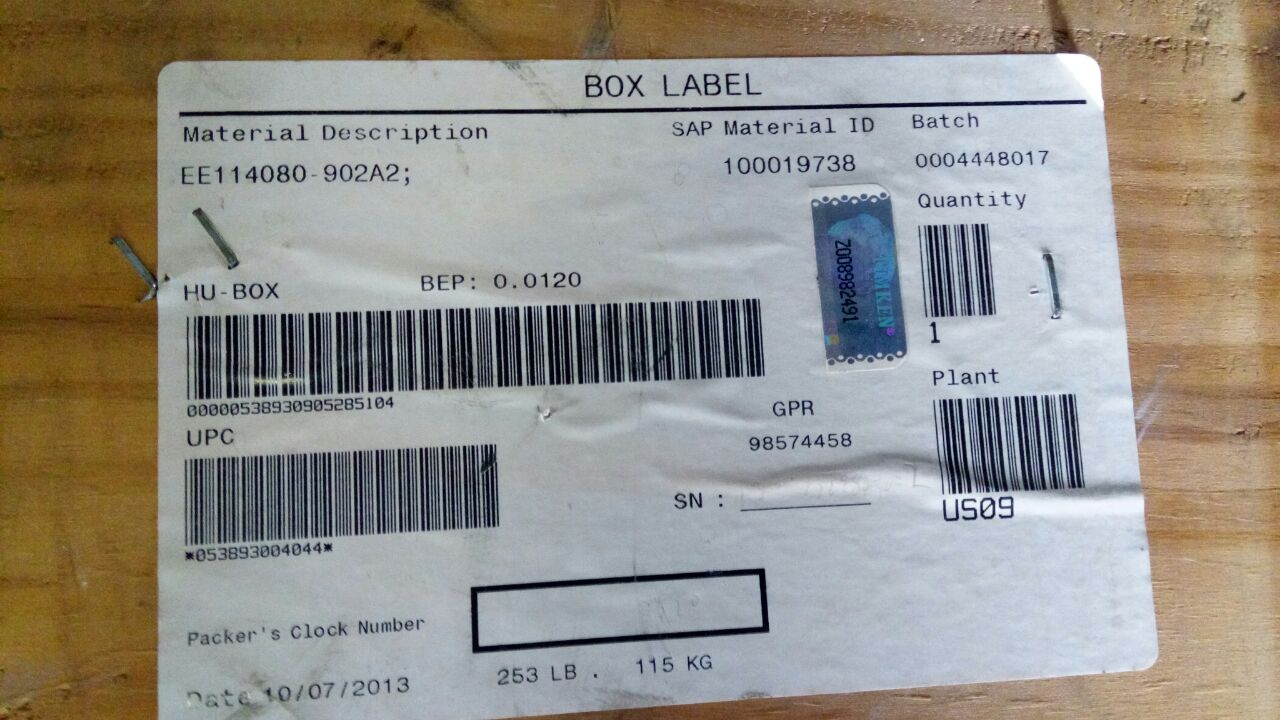 BOX LABEL
Material Description
SAP Material ID
Batch
EE114080-902A2;
100019738
0004448017
Quantity
1
Z008982491
TIMKEN
HU-BOX
BEP: 0.0120
00000538930905285104
Plant
US09
GPR
98574458
UPC
*053893004044*
SN :
Packer's Clock Number
253 LB . 115 KG
Date 10/07/2013